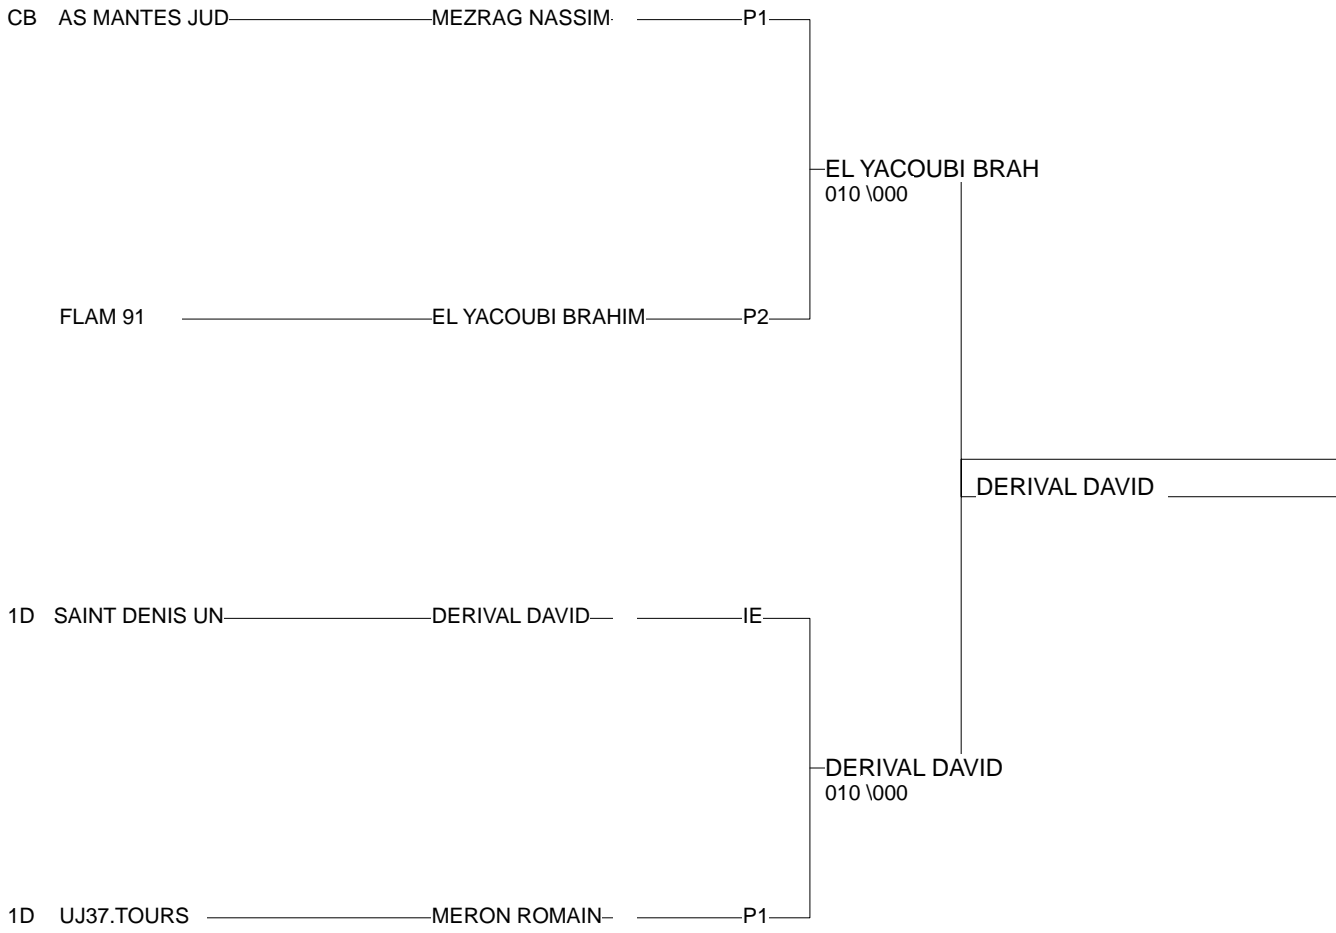 CB AS MANTES JUD MEZRAG NASSIM P1
EL YACOUBI BRAH
010 \000
FLAM 91 EL YACOUBI BRAHIM P2
DERIVAL DAVID
1D SAINT DENIS UN DERIVAL DAVID IE
DERIVAL DAVID
010 \000
1D UJ37.TOURS MERON ROMAIN P1